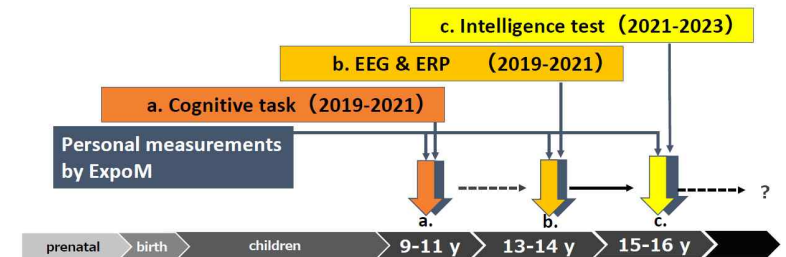 c. Intelligence test（2021-2023）
b. EEG & ERP （2019-2021）
a. Cognitive task（2019-2021）
Personal measurements
by ExpoM
?
a.
b.
c.
prenatal
birth
children
9-11 y
13-14 y
15-16 y